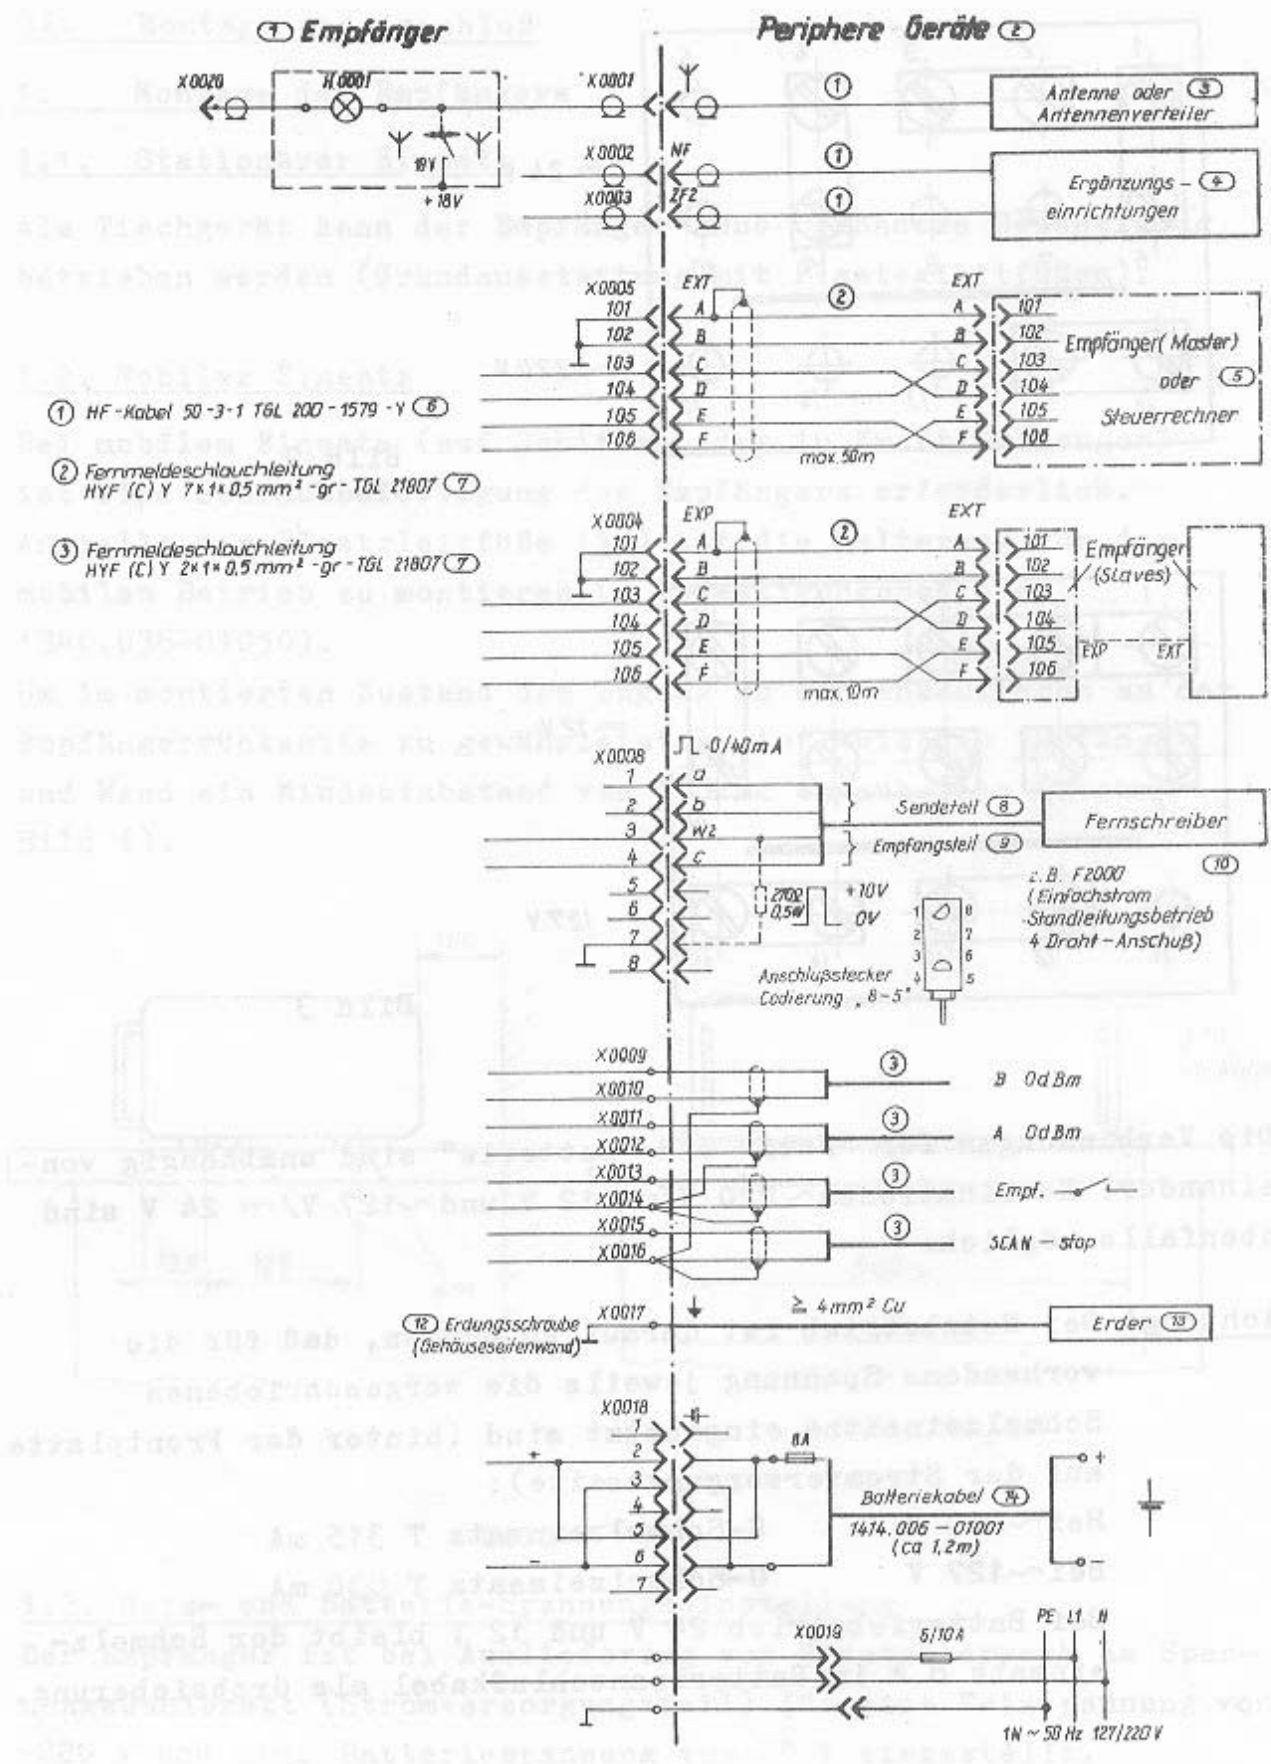 1 Empfänger
Periphere Geräte 2
X0020
H0001
X0001
1
Antenne oder 3
Antennenverteiler
18V
+18V
X0002
NF
1
X0003
ZF2
1
Ergänzungs- 4
einrichtungen
X0005
EXT
2
EXT
101 A A 101
102 B B 102
103 C C 103
104 D D 104
105 E E 105
106 F F 106
max. 50m
Empfänger (Master)
oder 5
Steuerrechner
1 HF-Kabel 50-3-1 TGL 200-1579-Y 6
2 Fernmeldeschlauchleitung
HYF (C) Y 7x1x0,5 mm² -gr- TGL 21807 7
3 Fernmeldeschlauchleitung
HYF (C) Y 2x1x0,5 mm² -gr- TGL 21807 7
X0004
EXP
2
EXT
101 A A 101
102 B B 102
103 C C 103
104 D D 104
105 E E 105
106 F F 106
max. 10m
Empfänger
(Slaves)
EXP EXT
X0008
0/40mA
1 a
2 b
3 W2
4 c
5
6
7
8
Sendeteil 8
Empfangsteil 9
Fernschreiber
10
270Ω
0,5W
+10V
0V
z. B. F2000
(Einfachstrom
-Standleitungsbetrieb
4 Draht-Anschuß)
1 8
2 7
3 6
4 5
Anschlußstecker
Codierung „8-5"
X0009
X0010
3
B 0dBm
X0011
X0012
3
A 0dBm
X0013
X0014
3
Empf.
X0015
X0016
3
SCAN - stop
12 Erdungsschraube
(Gehäuseseitenwand)
X0017
≥ 4mm² Cu
Erder 13
X0018
1
2
3
4
5
6
7
+
-
8A
Batteriekabel 14
1414.006-01001
(ca 1,2m)
+
-
X0019
6/10A
PE L1 N
1N ~ 50 Hz 127/220 V